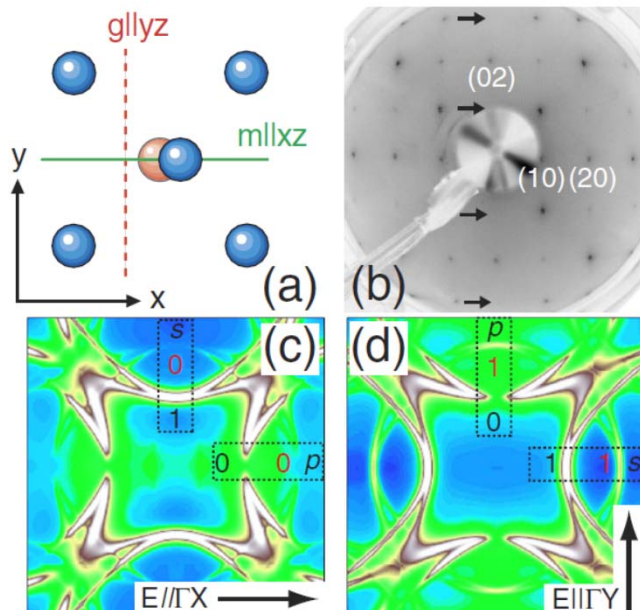 g||yz
m||xz
y
x
(a)
(02)
(10)(20)
(b)
s
(c)
0
1
0 0 p
E//ΓX
p
(d)
1
0
1 1 s
E||ΓY